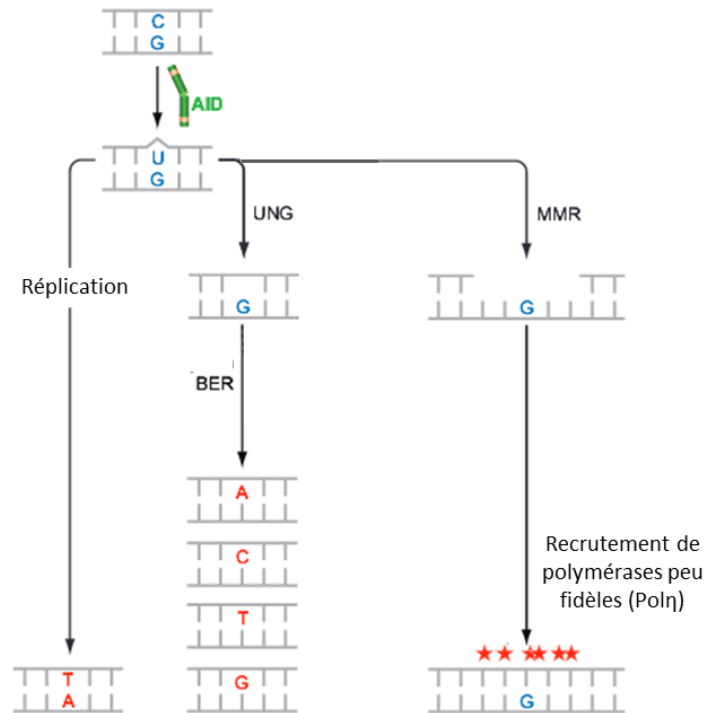 C
G
AID
U
G
UNG
MMR
Réplication
G
G
BER
A
C
Recrutement de
polymérases peu
fidèles (Polη)
T
T
A
G
G